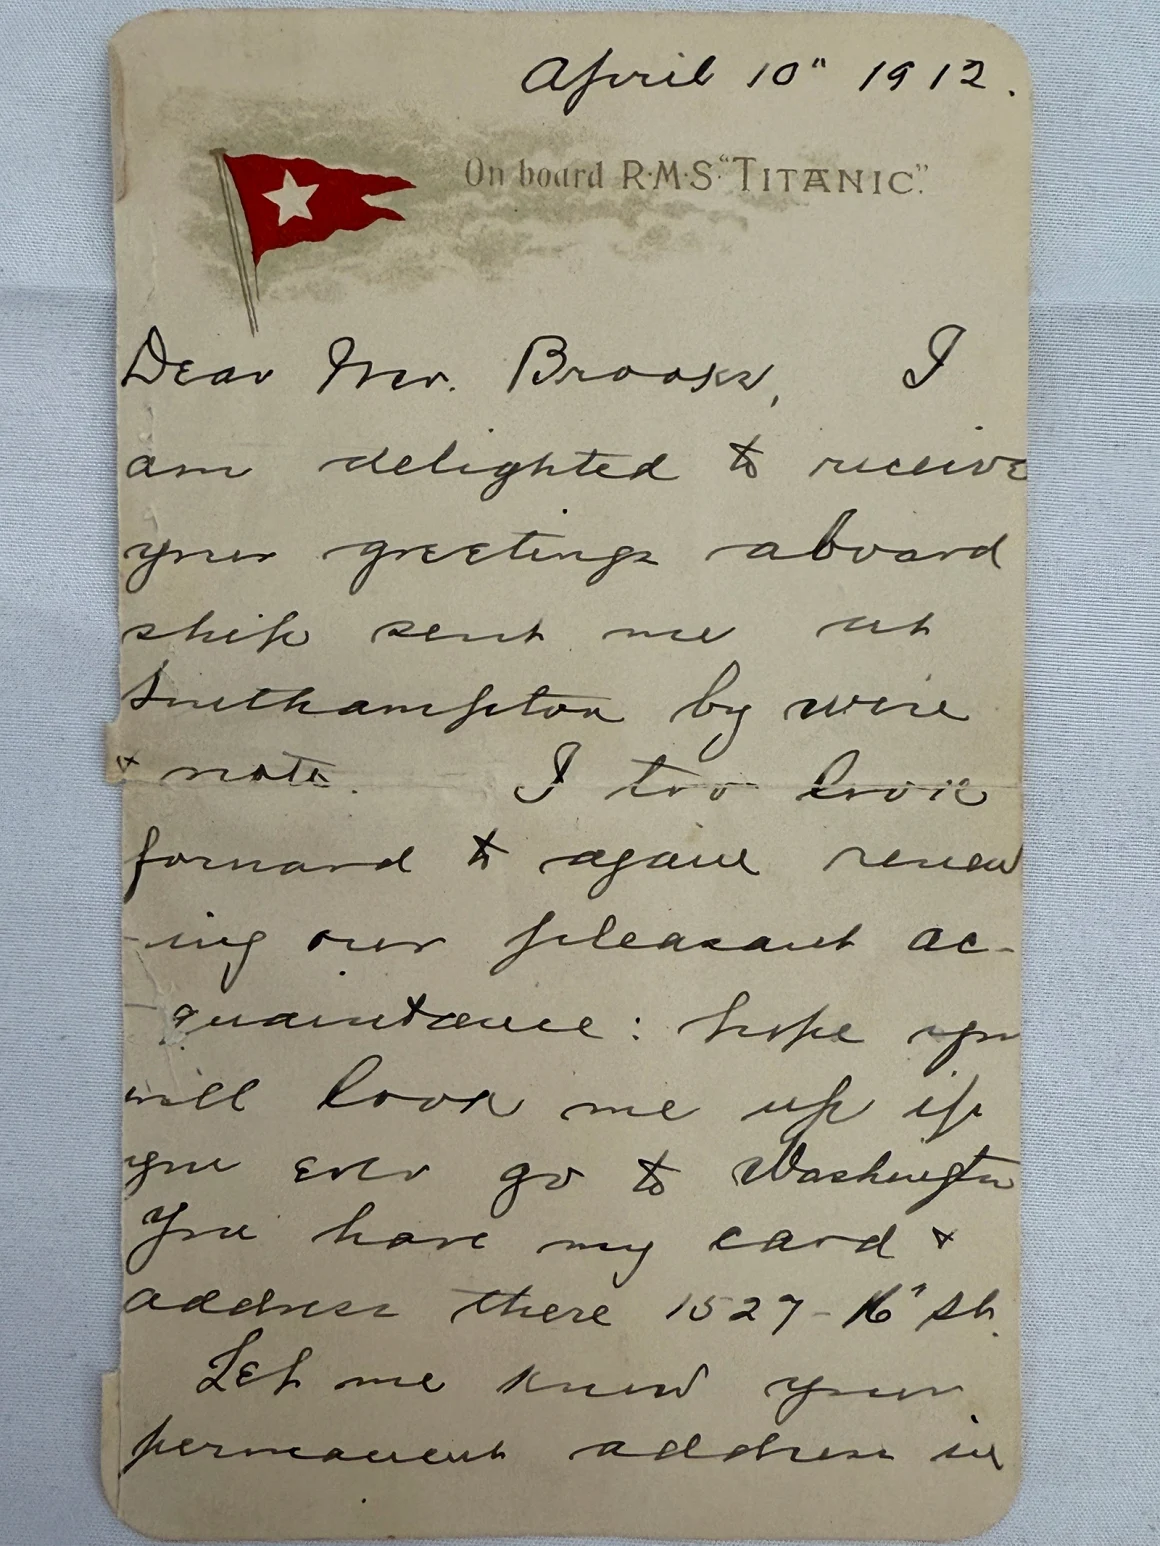 April 10" 1912.
On board R·M·S "TITANIC."
Dear Mr. Brooks, I
am delighted to receive
your greetings aboard
ship sent me at
Southampton by wire
& note. I too look
forward to again renew
-ing our pleasant ac-
quaintance: hope you
will look me up if
you ever go to Washington
You have my card &
address there 1527-16" St.
Let me know your
permanent address in